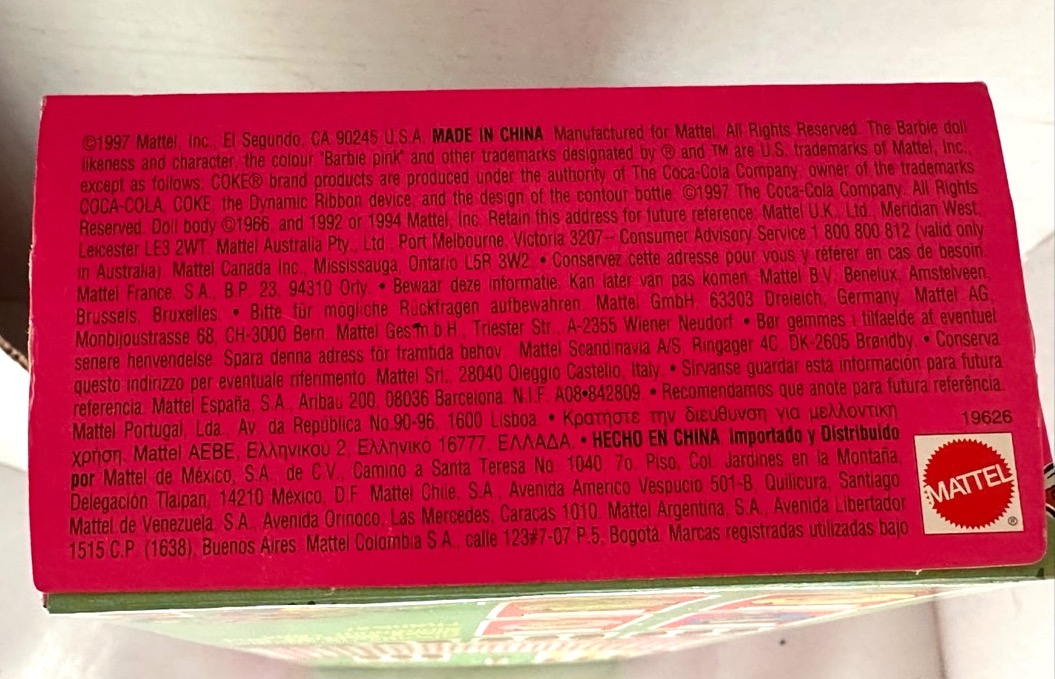 ©1997 Mattel, Inc., El Segundo, CA 90245 U.S.A. MADE IN CHINA. Manufactured for Mattel. All Rights Reserved. The Barbie doll
likeness and character, the colour "Barbie pink" and other trademarks designated by ® and ™ are U.S. trademarks of Mattel, Inc.,
except as follows: COKE® brand products are produced under the authority of The Coca-Cola Company, owner of the trademarks
COCA-COLA, COKE, the Dynamic Ribbon device, and the design of the contour bottle. ©1997 The Coca-Cola Company. All Rights
Reserved. Doll body ©1966, and 1992 or 1994 Mattel, Inc. Retain this address for future reference: Mattel U.K., Ltd., Meridian West,
Leicester LE3 2WT. Mattel Australia Pty., Ltd., Port Melbourne, Victoria 3207-- Consumer Advisory Service 1 800 800 812 (valid only
in Australia). Mattel Canada Inc., Mississauga, Ontario L5R 3W2. • Conservez cette adresse pour vous y référer en cas de besoin.
Mattel France, S.A., B.P. 23, 94310 Orly. • Bewaar deze informatie. Kan later van pas komen. Mattel B.V. Benelux, Amstelveen,
Brussels, Bruxelles. • Bitte für mögliche Rückfragen aufbewahren. Mattel GmbH, 63303 Dreieich, Germany. Mattel AG,
Monbijoustrasse 68, CH-3000 Bern. Mattel Ges.m.b.H., Triester Str., A-2355 Wiener Neudorf. • Bør gemmes i tilfaelde af eventuel
senere henvendelse. Spara denna adress för framtida behov. Mattel Scandinavia A/S, Ringager 4C, DK-2605 Brøndby. • Conserva
questo indirizzo per eventuale riferimento. Mattel Srl., 28040 Oleggio Castello, Italy. • Sírvanse guardar esta información para futura
referencia. Mattel España, S.A., Aribau 200, 08036 Barcelona. N.I.F. A08•842809. • Recomendamos que anote para futura referência.
Mattel Portugal, Lda., Av. da República No.90-96, 1600 Lisboa. • Κρατήστε την διευθυνση για μελλοντική
χρήση. Mattel AEBE, Ελληνικού 2, Ελληνικό 16777, ΕΛΛΑΔΑ. • HECHO EN CHINA. Importado y Distribuido
por Mattel de México, S.A., de C.V., Camino a Santa Teresa No. 1040, 7o. Piso, Col. Jardines en la Montaña,
Delegación Tlalpan, 14210 México, D.F. Mattel Chile, S.A., Avenida Americo Vespucio 501-B, Quilicura, Santiago.
Mattel de Venezuela, S.A., Avenida Orinoco, Las Mercedes, Caracas 1010. Mattel Argentina, S.A., Avenida Libertador
1515 C.P. (1638), Buenos Aires. Mattel Colombia S.A., calle 123#7-07 P.5, Bogotá. Marcas registradas utilizadas bajo
19626
MATTEL
®